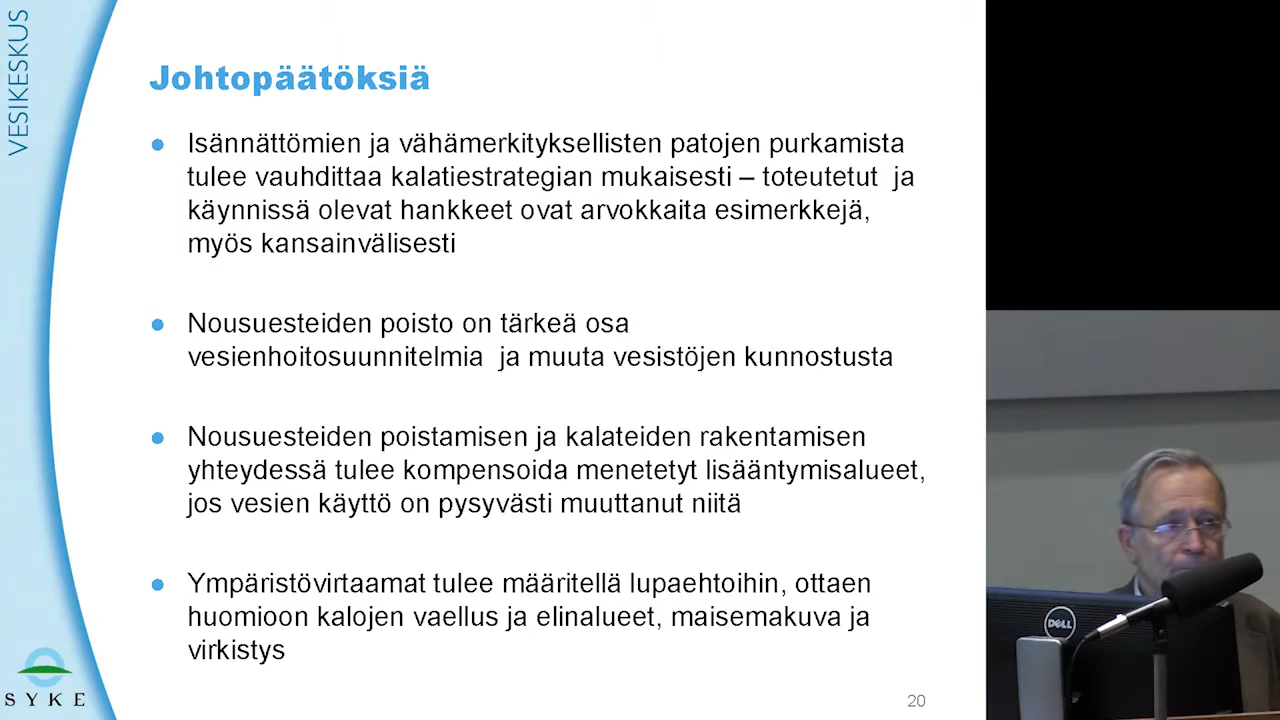 VESIKESKUS
Johtopäätöksiä
● Isännättömien ja vähämerkityksellisten patojen purkamista
tulee vauhdittaa kalatiestrategian mukaisesti – toteutetut ja
käynnissä olevat hankkeet ovat arvokkaita esimerkkejä,
myös kansainvälisesti
● Nousuesteiden poisto on tärkeä osa
vesienhoitosuunnitelmia ja muuta vesistöjen kunnostusta
● Nousuesteiden poistamisen ja kalateiden rakentamisen
yhteydessä tulee kompensoida menetetyt lisääntymisalueet,
jos vesien käyttö on pysyvästi muuttanut niitä
● Ympäristövirtaamat tulee määritellä lupaehtoihin, ottaen
huomioon kalojen vaellus ja elinalueet, maisemakuva ja
virkistys
SYKE
20
DELL